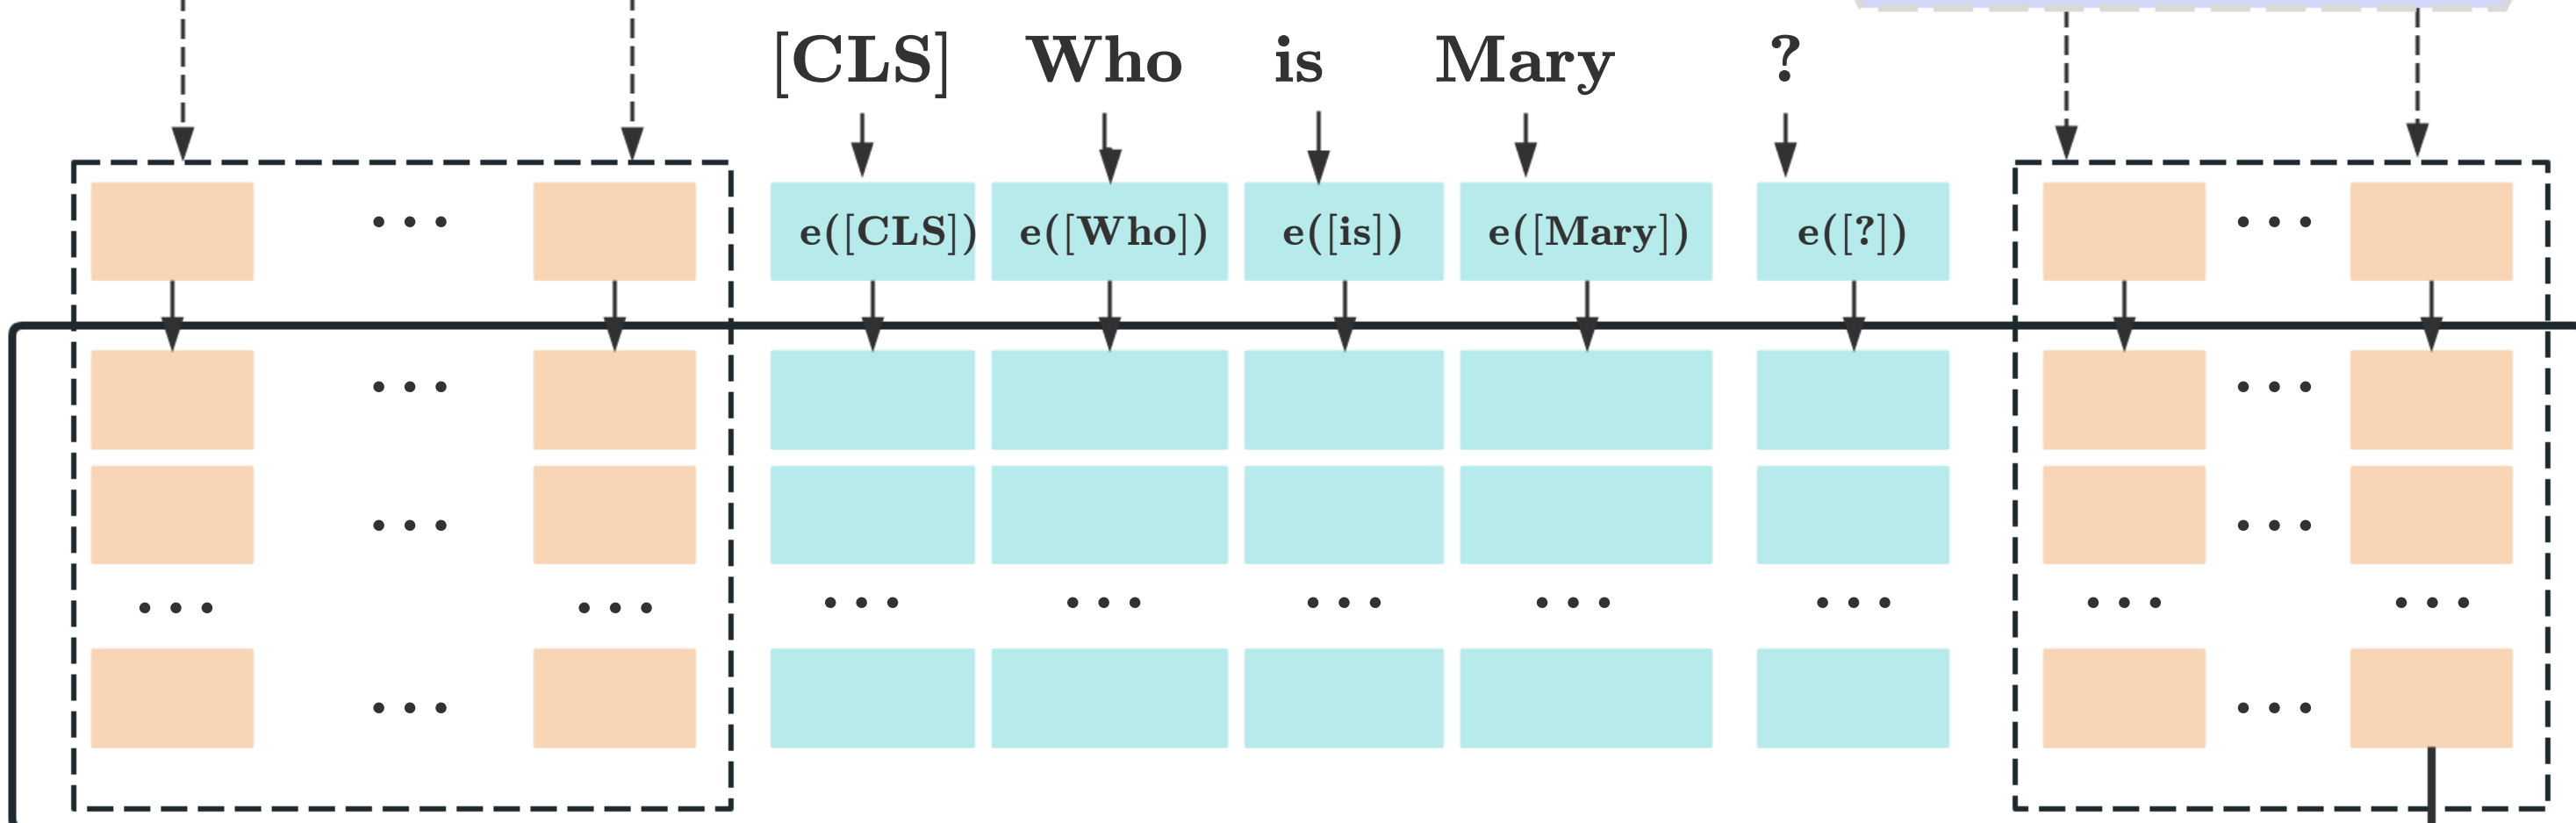 [CLS] Who is Mary ?
e([CLS]) e([Who]) e([is]) e([Mary]) e([?])